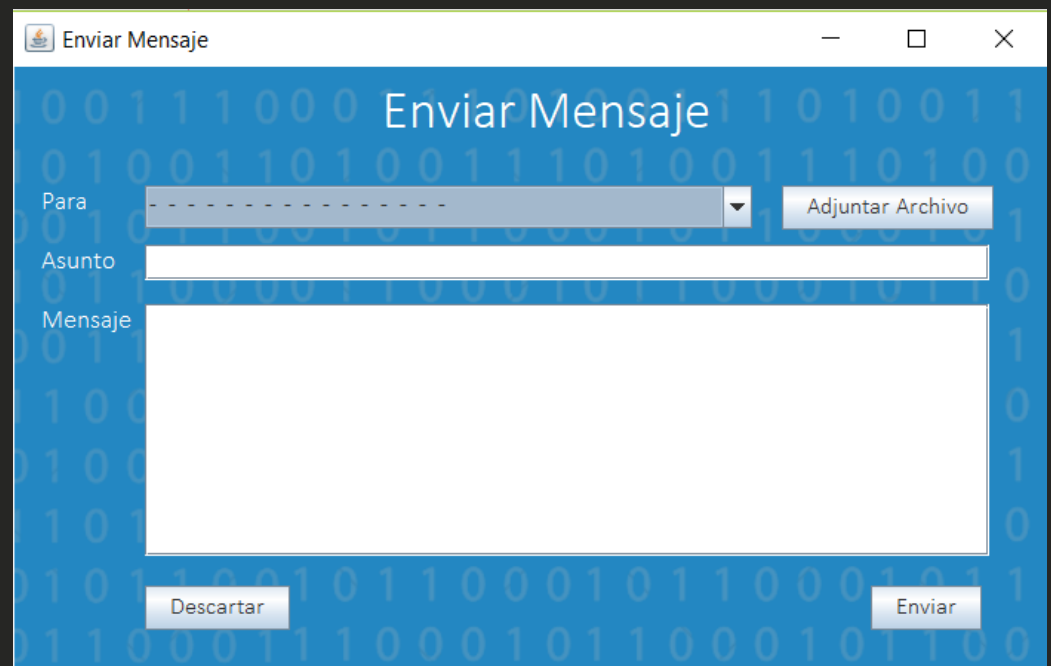 Enviar Mensaje
Enviar Mensaje
Para
- - - - - - - - - - - - - - - -
Adjuntar Archivo
Asunto
Mensaje
Descartar
Enviar